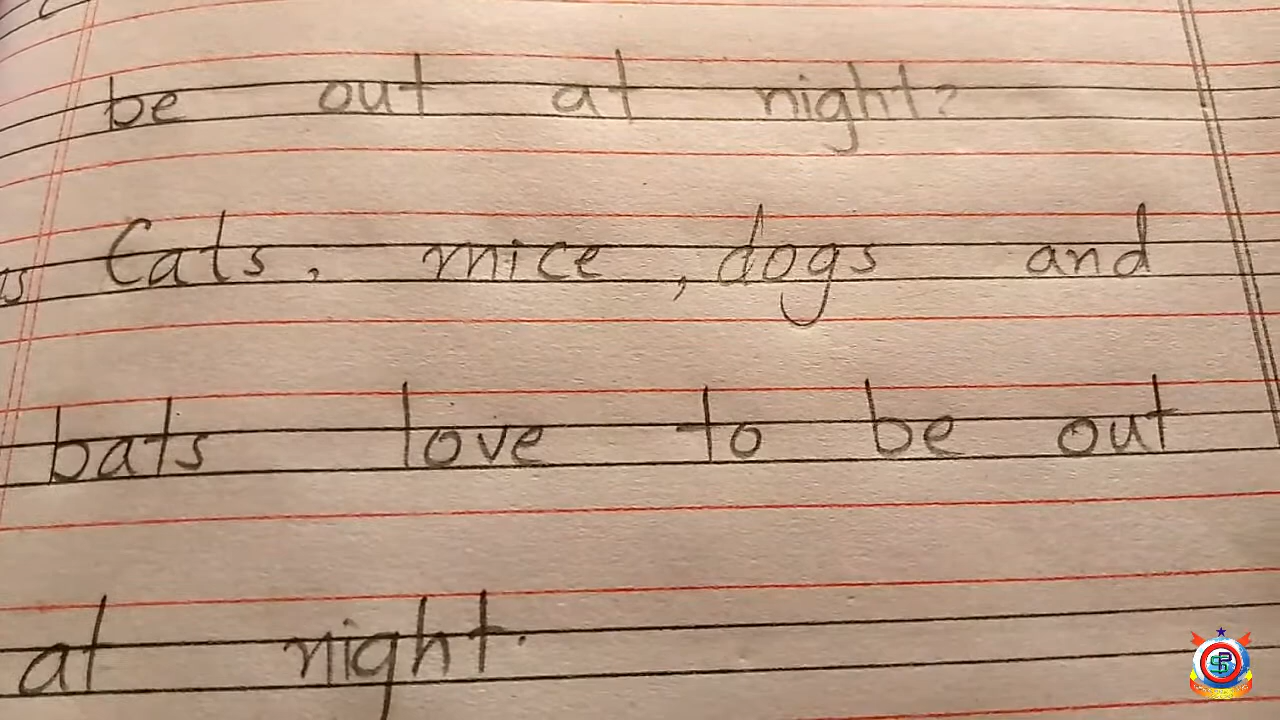 be out at night?
Cats, mice, dogs and
bats love to be out
at night.